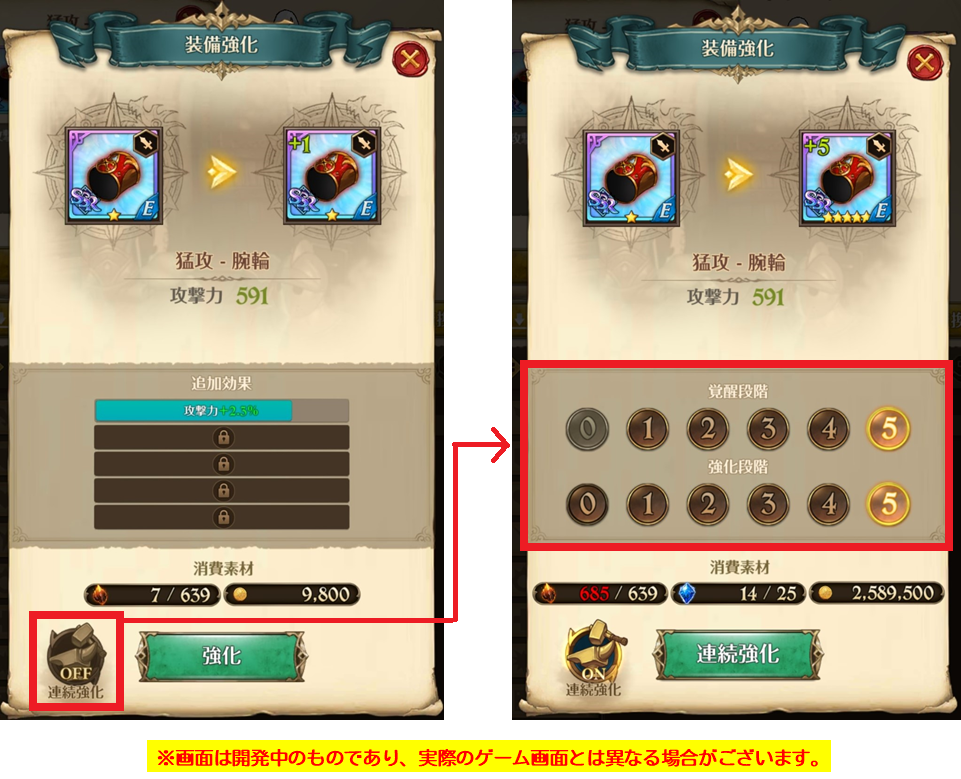 装備強化
+1
SSR
E
SSR
E
猛攻 - 腕輪
攻撃力 591
追加効果
攻撃力+2.5%
消費素材
7 / 639
9,800
OFF
連続強化
強化
装備強化
+5
SSR
E
SSR
E
猛攻 - 腕輪
攻撃力 591
覚醒段階
0 1 2 3 4 5
強化段階
0 1 2 3 4 5
消費素材
685 / 639
14 / 25
2,589,500
ON
連続強化
連続強化
※画面は開発中のものであり、実際のゲーム画面とは異なる場合がございます。